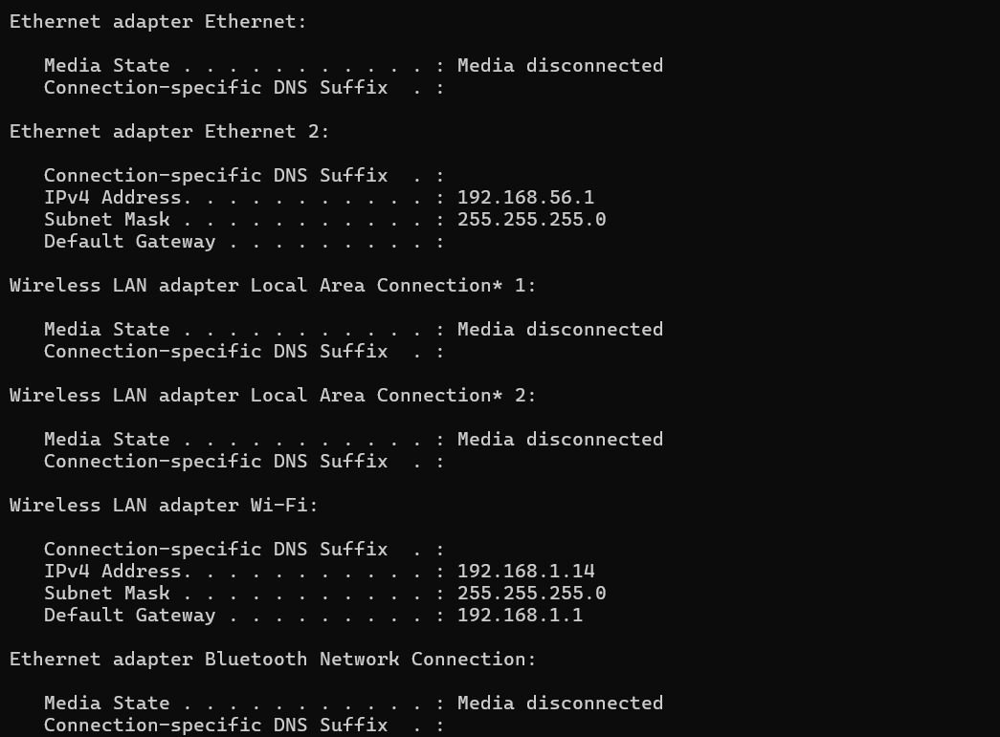 Ethernet adapter Ethernet:
   Media State . . . . . . . . . . . : Media disconnected
   Connection-specific DNS Suffix  . :
Ethernet adapter Ethernet 2:
   Connection-specific DNS Suffix  . :
   IPv4 Address. . . . . . . . . . . : 192.168.56.1
   Subnet Mask . . . . . . . . . . . : 255.255.255.0
   Default Gateway . . . . . . . . . :
Wireless LAN adapter Local Area Connection* 1:
   Media State . . . . . . . . . . . : Media disconnected
   Connection-specific DNS Suffix  . :
Wireless LAN adapter Local Area Connection* 2:
   Media State . . . . . . . . . . . : Media disconnected
   Connection-specific DNS Suffix  . :
Wireless LAN adapter Wi-Fi:
   Connection-specific DNS Suffix  . :
   IPv4 Address. . . . . . . . . . . : 192.168.1.14
   Subnet Mask . . . . . . . . . . . : 255.255.255.0
   Default Gateway . . . . . . . . . : 192.168.1.1
Ethernet adapter Bluetooth Network Connection:
   Media State . . . . . . . . . . . : Media disconnected
   Connection-specific DNS Suffix  . :